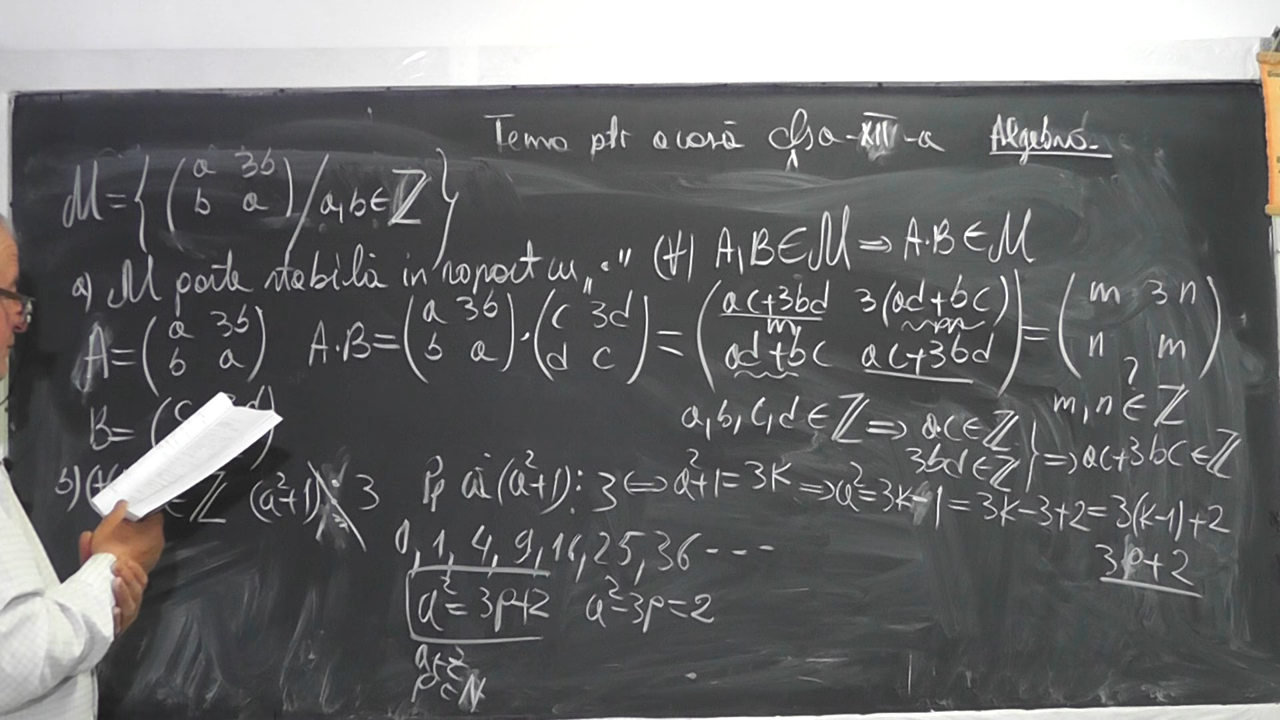 Tema ptr acasă cls a-XII-a Algebră
M={(a 3b
b a)/a,b∈ℤ}
a) M parte stabilă în raport cu „·" (∀) A,B∈M ⇒ A·B∈M
A=(a 3b
b a) A·B=(a 3b
b a)·(c 3d
d c)=(ac+3bd 3(ad+bc)
ad+bc ac+3bd)=(m 3n
n m)
m
m,n ∈ ℤ
?
B=(c 3d
a,b,c,d∈ℤ⇒ ac∈ℤ
3bd∈ℤ}⇒ac+3bc∈ℤ
b) ∈ℤ (a²+1)⋮̸3 Pp că (a²+1)⋮3⇔a²+1=3k⇒a²=3k-1=3k-3+2=3(k-1)+2
3p+2
0,1,4,9,16,25,36---
a²=3p+2 a²-3p=2